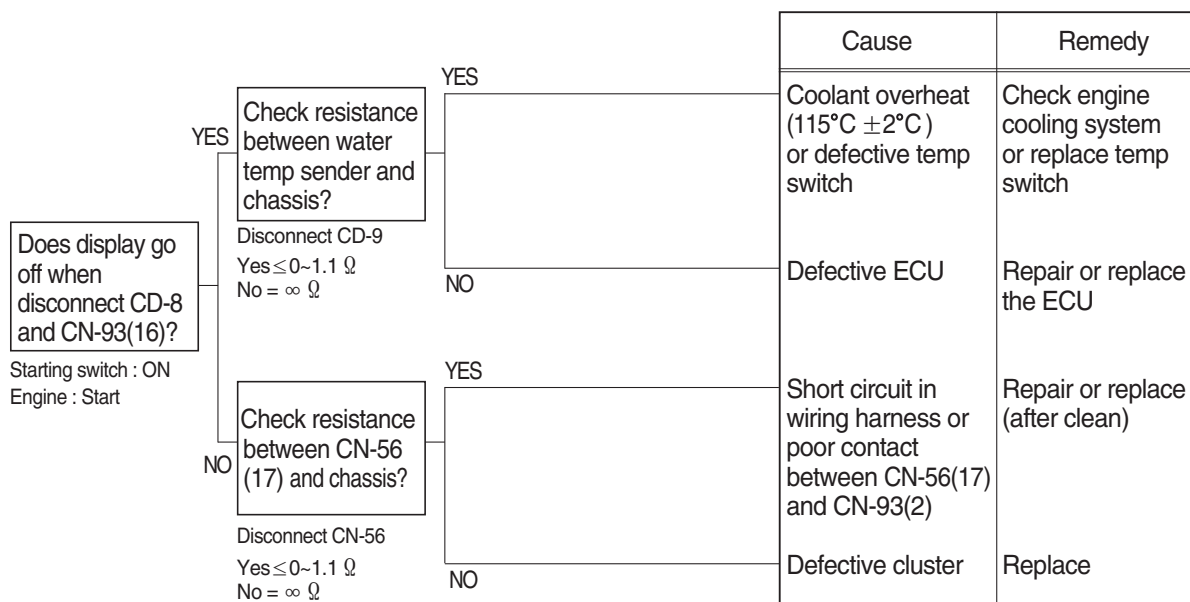 Does display go
off when
disconnect CD-8
and CN-93(16)?
Starting switch : ON
Engine : Start
YES
Check resistance
between water
temp sender and
chassis?
Disconnect CD-9
Yes≤0~1.1 Ω
No = ∞ Ω
NO
Check resistance
between CN-56
(17) and chassis?
Disconnect CN-56
Yes≤0~1.1 Ω
No = ∞ Ω
YES
NO
YES
NO
Cause Remedy
Coolant overheat Check engine
(115°C ±2°C) cooling system
or defective temp or replace temp
switch switch
Defective ECU Repair or replace
the ECU
Short circuit in Repair or replace
wiring harness or (after clean)
poor contact
between CN-56(17)
and CN-93(2)
Defective cluster Replace